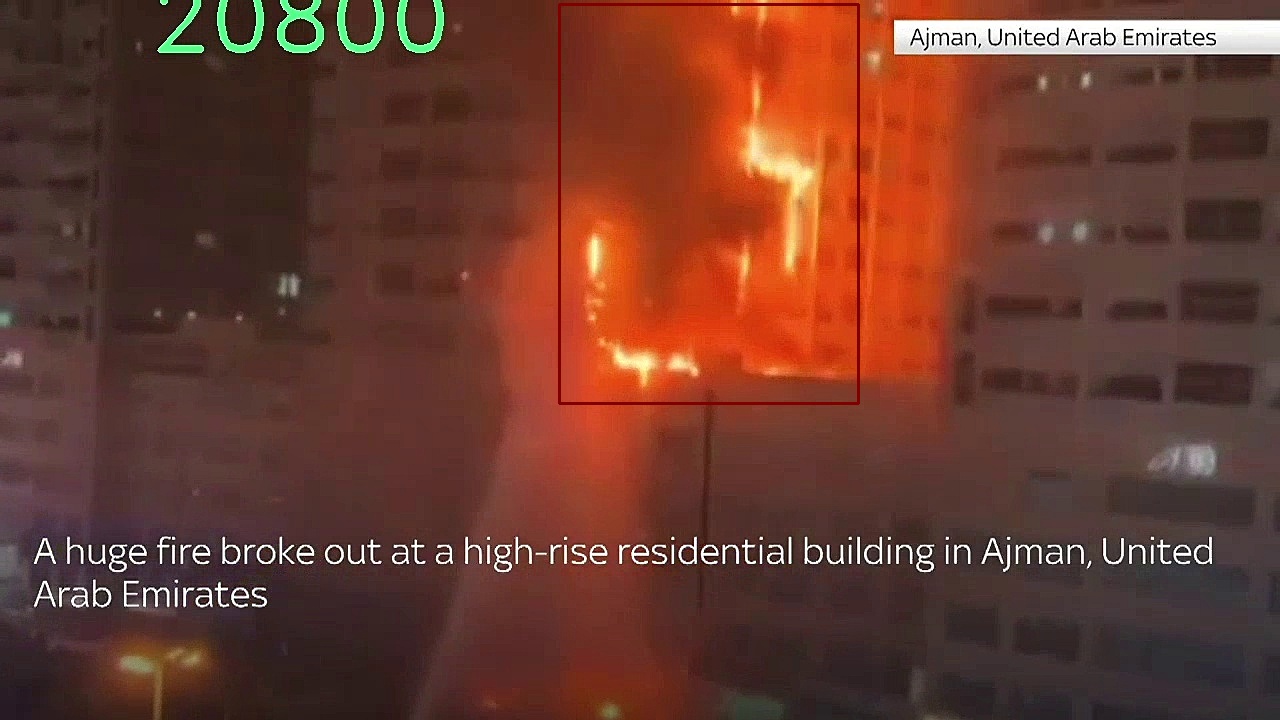 20800
Ajman, United Arab Emirates
A huge fire broke out at a high-rise residential building in Ajman, United
Arab Emirates